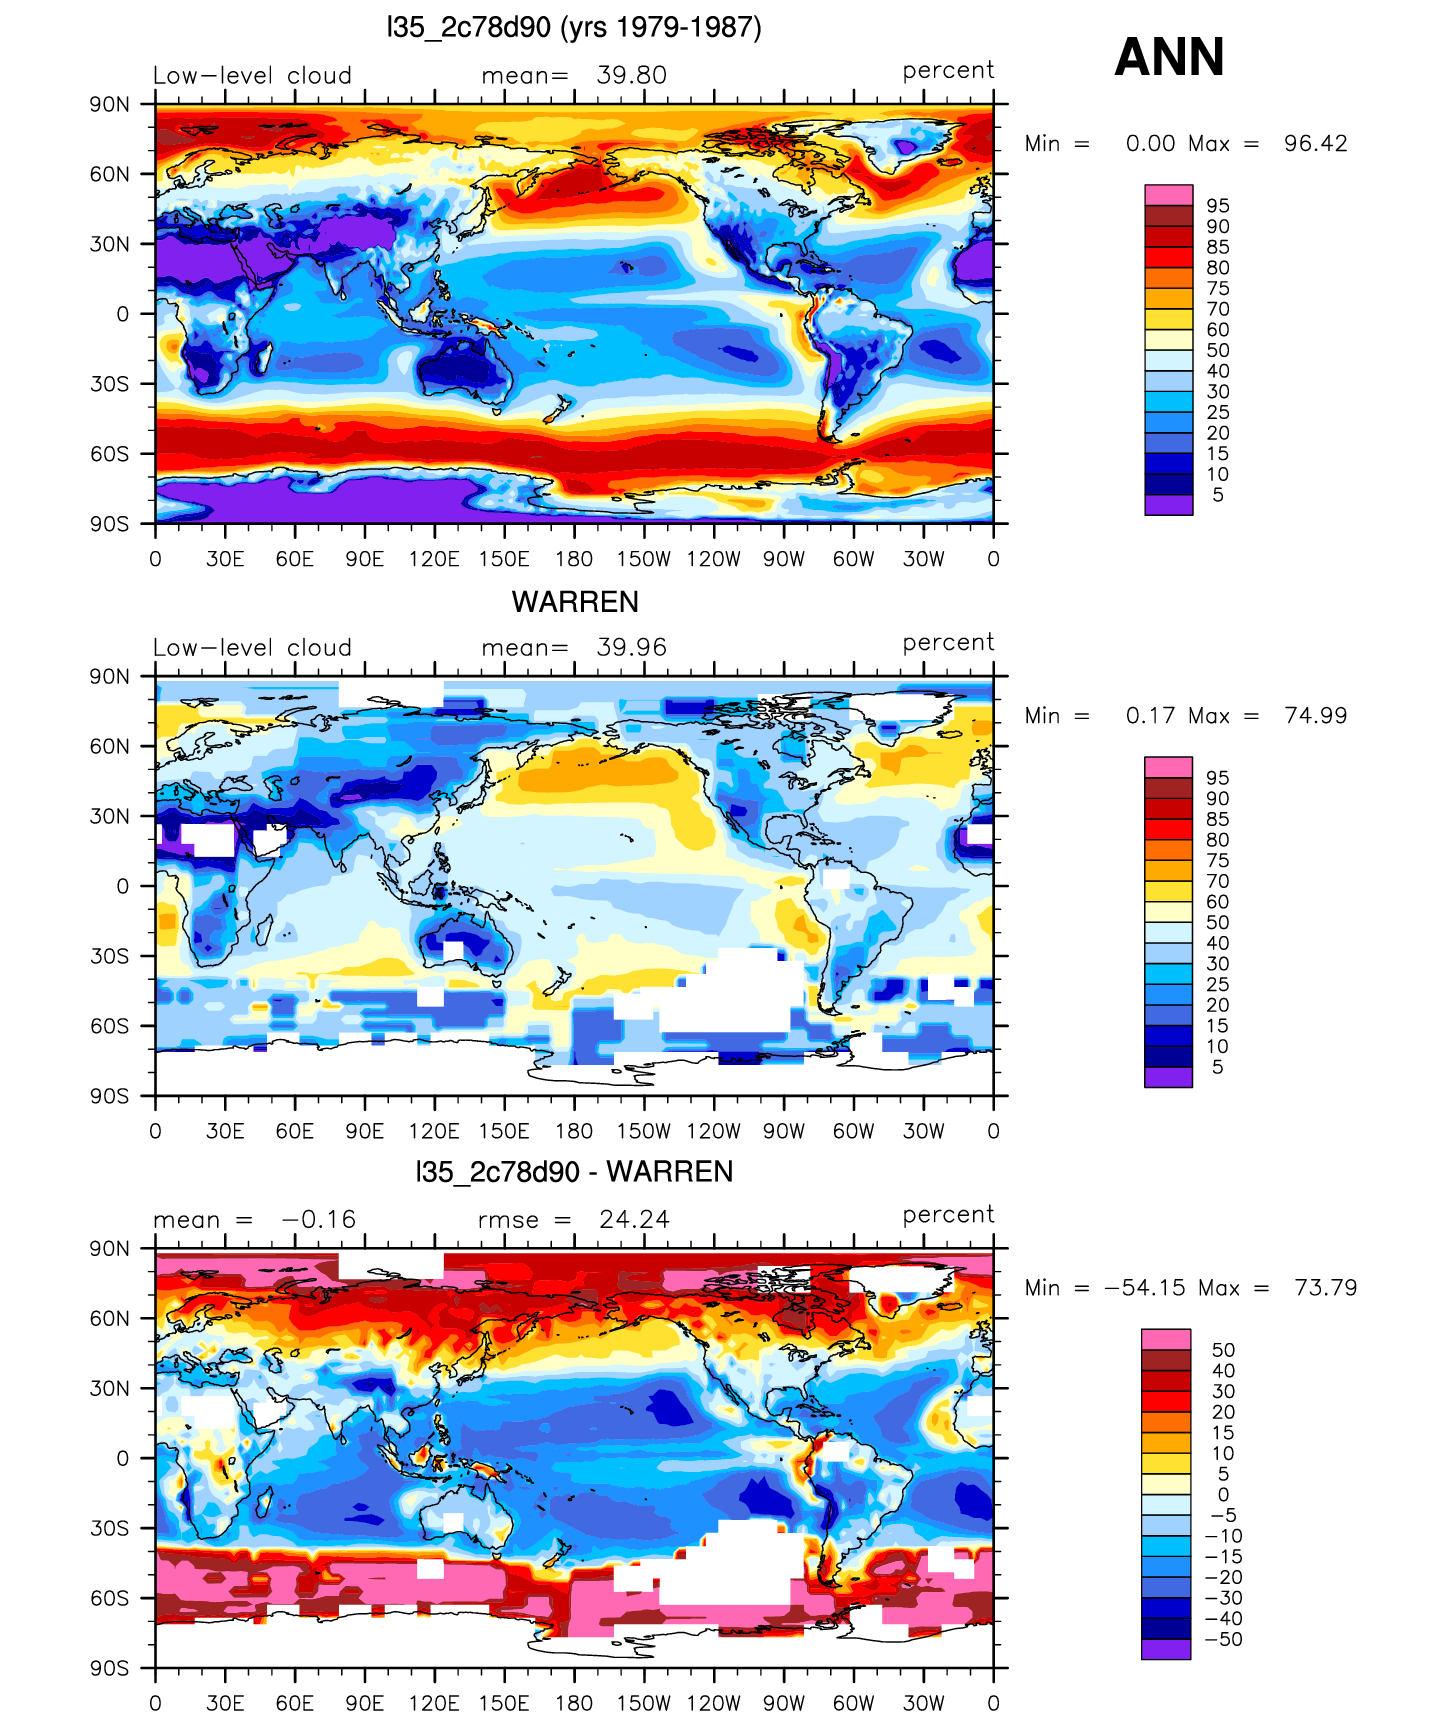 l35_2c78d90 (yrs 1979-1987)
ANN
Low-level cloud mean= 39.80 percent
Min = 0.00 Max = 96.42
90N
60N
30N
0
30S
60S
90S
0 30E 60E 90E 120E 150E 180 150W 120W 90W 60W 30W 0
95
90
85
80
75
70
60
50
40
30
25
20
15
10
5
WARREN
Low-level cloud mean= 39.96 percent
Min = 0.17 Max = 74.99
90N
60N
30N
0
30S
60S
90S
0 30E 60E 90E 120E 150E 180 150W 120W 90W 60W 30W 0
95
90
85
80
75
70
60
50
40
30
25
20
15
10
5
l35_2c78d90 - WARREN
mean = -0.16 rmse = 24.24 percent
Min = -54.15 Max = 73.79
90N
60N
30N
0
30S
60S
90S
0 30E 60E 90E 120E 150E 180 150W 120W 90W 60W 30W 0
50
40
30
20
15
10
5
0
-5
-10
-15
-20
-30
-40
-50